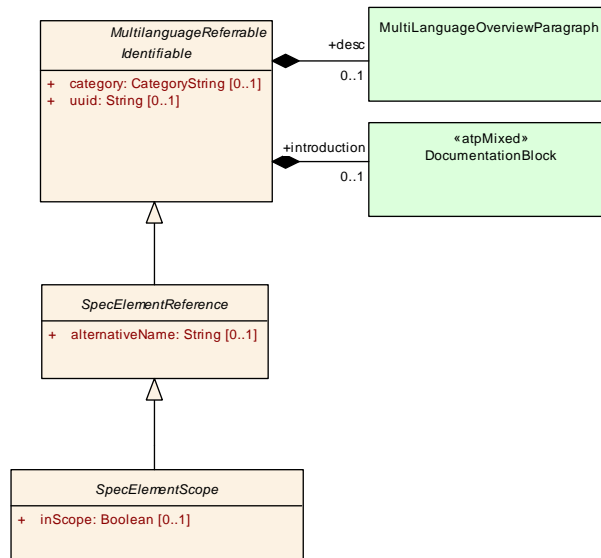 MultilanguageReferrable
Identifiable
+ category: CategoryString [0..1]
+ uuid: String [0..1]
+desc
0..1
MultiLanguageOverviewParagraph
+introduction
0..1
«atpMixed»
DocumentationBlock
SpecElementReference
+ alternativeName: String [0..1]
SpecElementScope
+ inScope: Boolean [0..1]